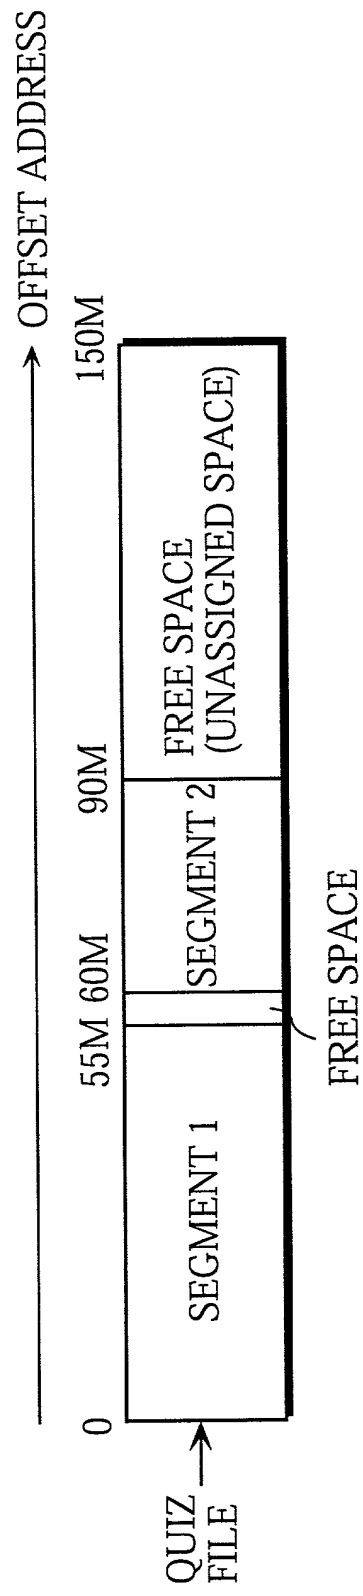 OFFSET ADDRESS
0
55M
60M
90M
150M
QUIZ
FILE
SEGMENT 1
SEGMENT 2
FREE SPACE
(UNASSIGNED SPACE)
FREE SPACE